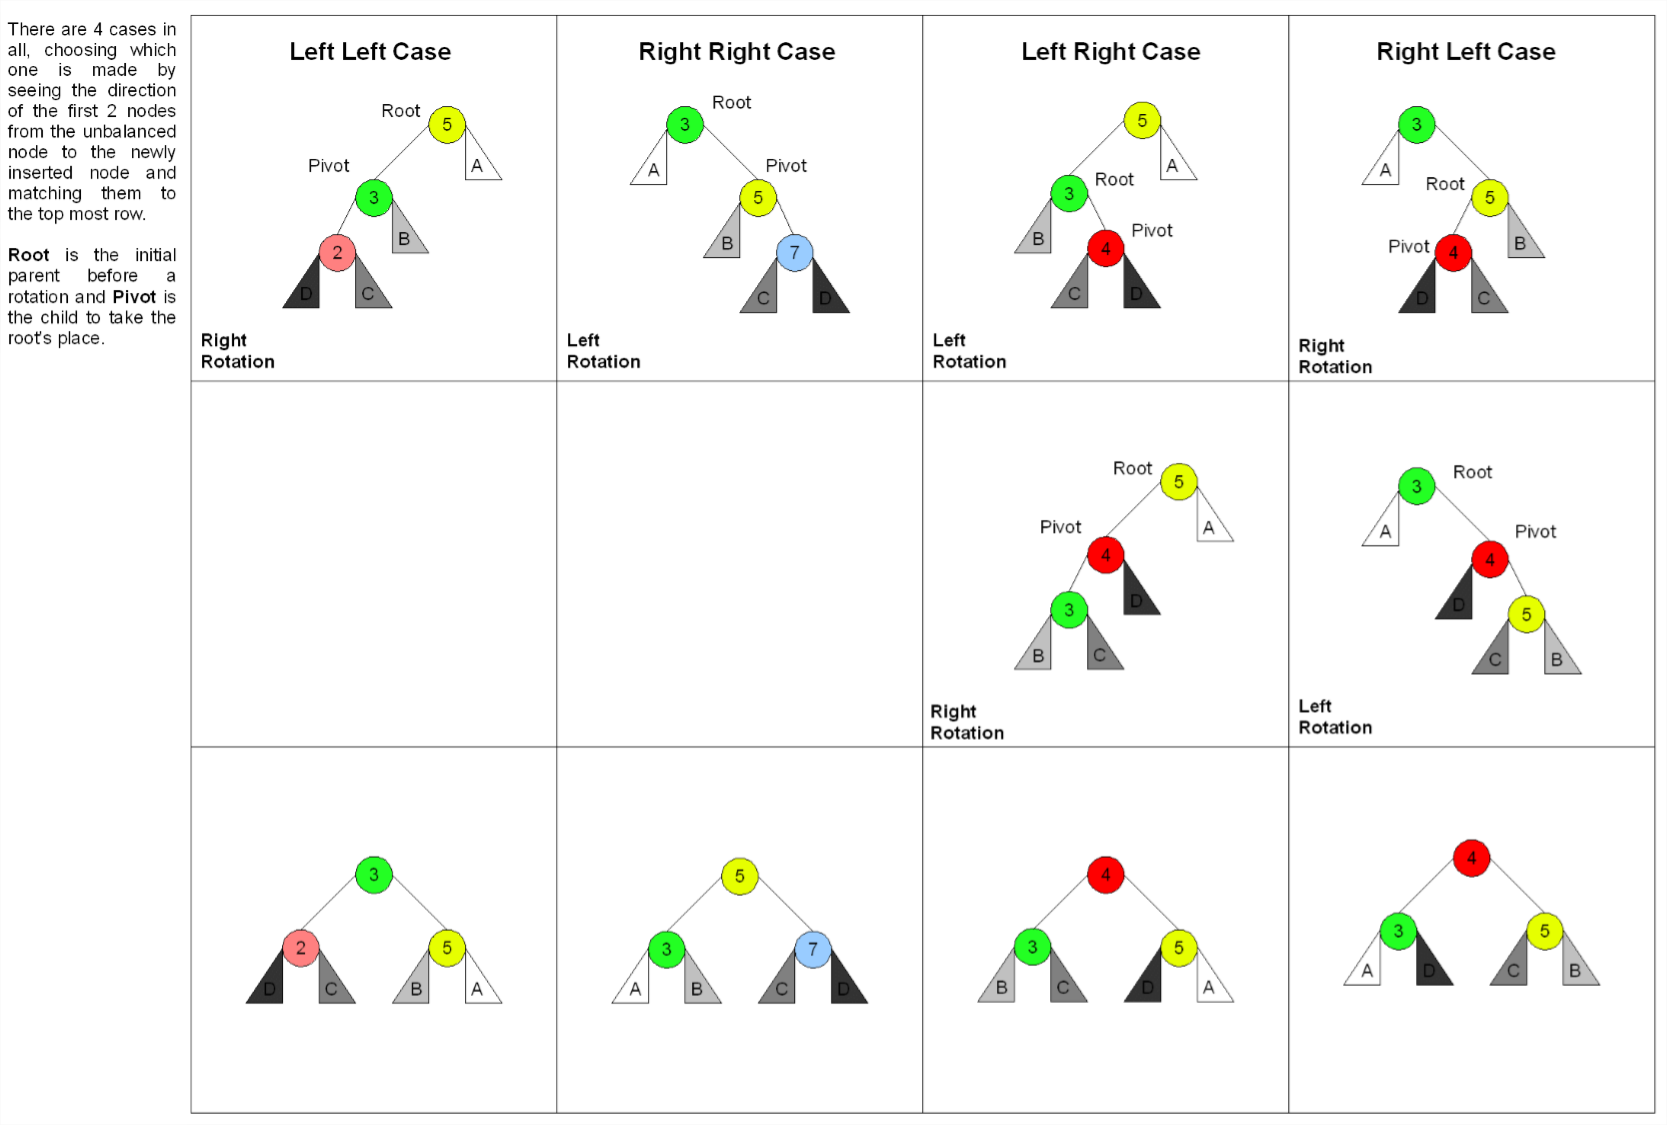 There are 4 cases in
all, choosing which
one is made by
seeing the direction
of the first 2 nodes
from the unbalanced
node to the newly
inserted node and
matching them to
the top most row.
Root is the initial
parent before a
rotation and Pivot is
the child to take the
root's place.
Left Left Case
Root
5
A
Pivot
3
B
2
D
C
Right
Rotation
Right Right Case
Root
3
A
Pivot
5
B
7
C
D
Left
Rotation
Left Right Case
5
A
Root
3
B
Pivot
4
C
D
Left
Rotation
Right Left Case
3
A
Root
5
B
Pivot
4
D
C
Right
Rotation
Root
5
A
Pivot
4
D
3
B
C
Right
Rotation
Root
3
A
Pivot
4
D
5
C
B
Left
Rotation
3
2
5
D
C
B
A
5
3
7
A
B
C
D
4
3
5
B
C
D
A
4
3
5
A
D
C
B